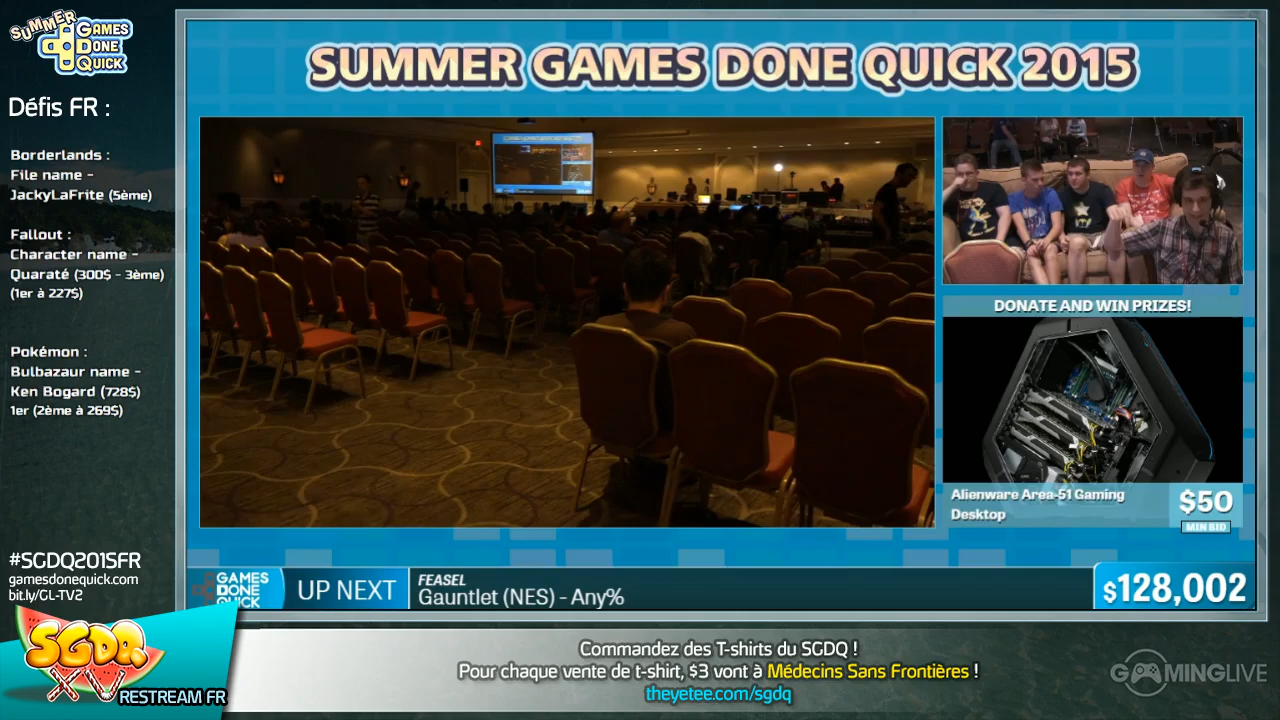 SUMMER
GAMES
DONE
QUICK
Défis FR :
Borderlands :
File name -
JackyLaFrite (5ème)
Fallout :
Character name -
Quaraté (300$ - 3ème)
(1er à 227$)
Pokémon :
Bulbazaur name -
Ken Bogard (728$)
1er (2ème à 269$)
#SGDQ2015FR
gamesdonequick.com
bit.ly/GL-TV2
SGDQ
XV
RESTREAM FR
SUMMER GAMES DONE QUICK 2015
DONATE AND WIN PRIZES!
Alienware Area-51 Gaming
Desktop
$50
MIN BID
GAMES
DONE
QUICK
UP NEXT
FEASEL
Gauntlet (NES) - Any%
$128,002
Commandez des T-shirts du SGDQ !
Pour chaque vente de t-shirt, $3 vont à Médecins Sans Frontières !
theyetee.com/sgdq
GAMINGLIVE